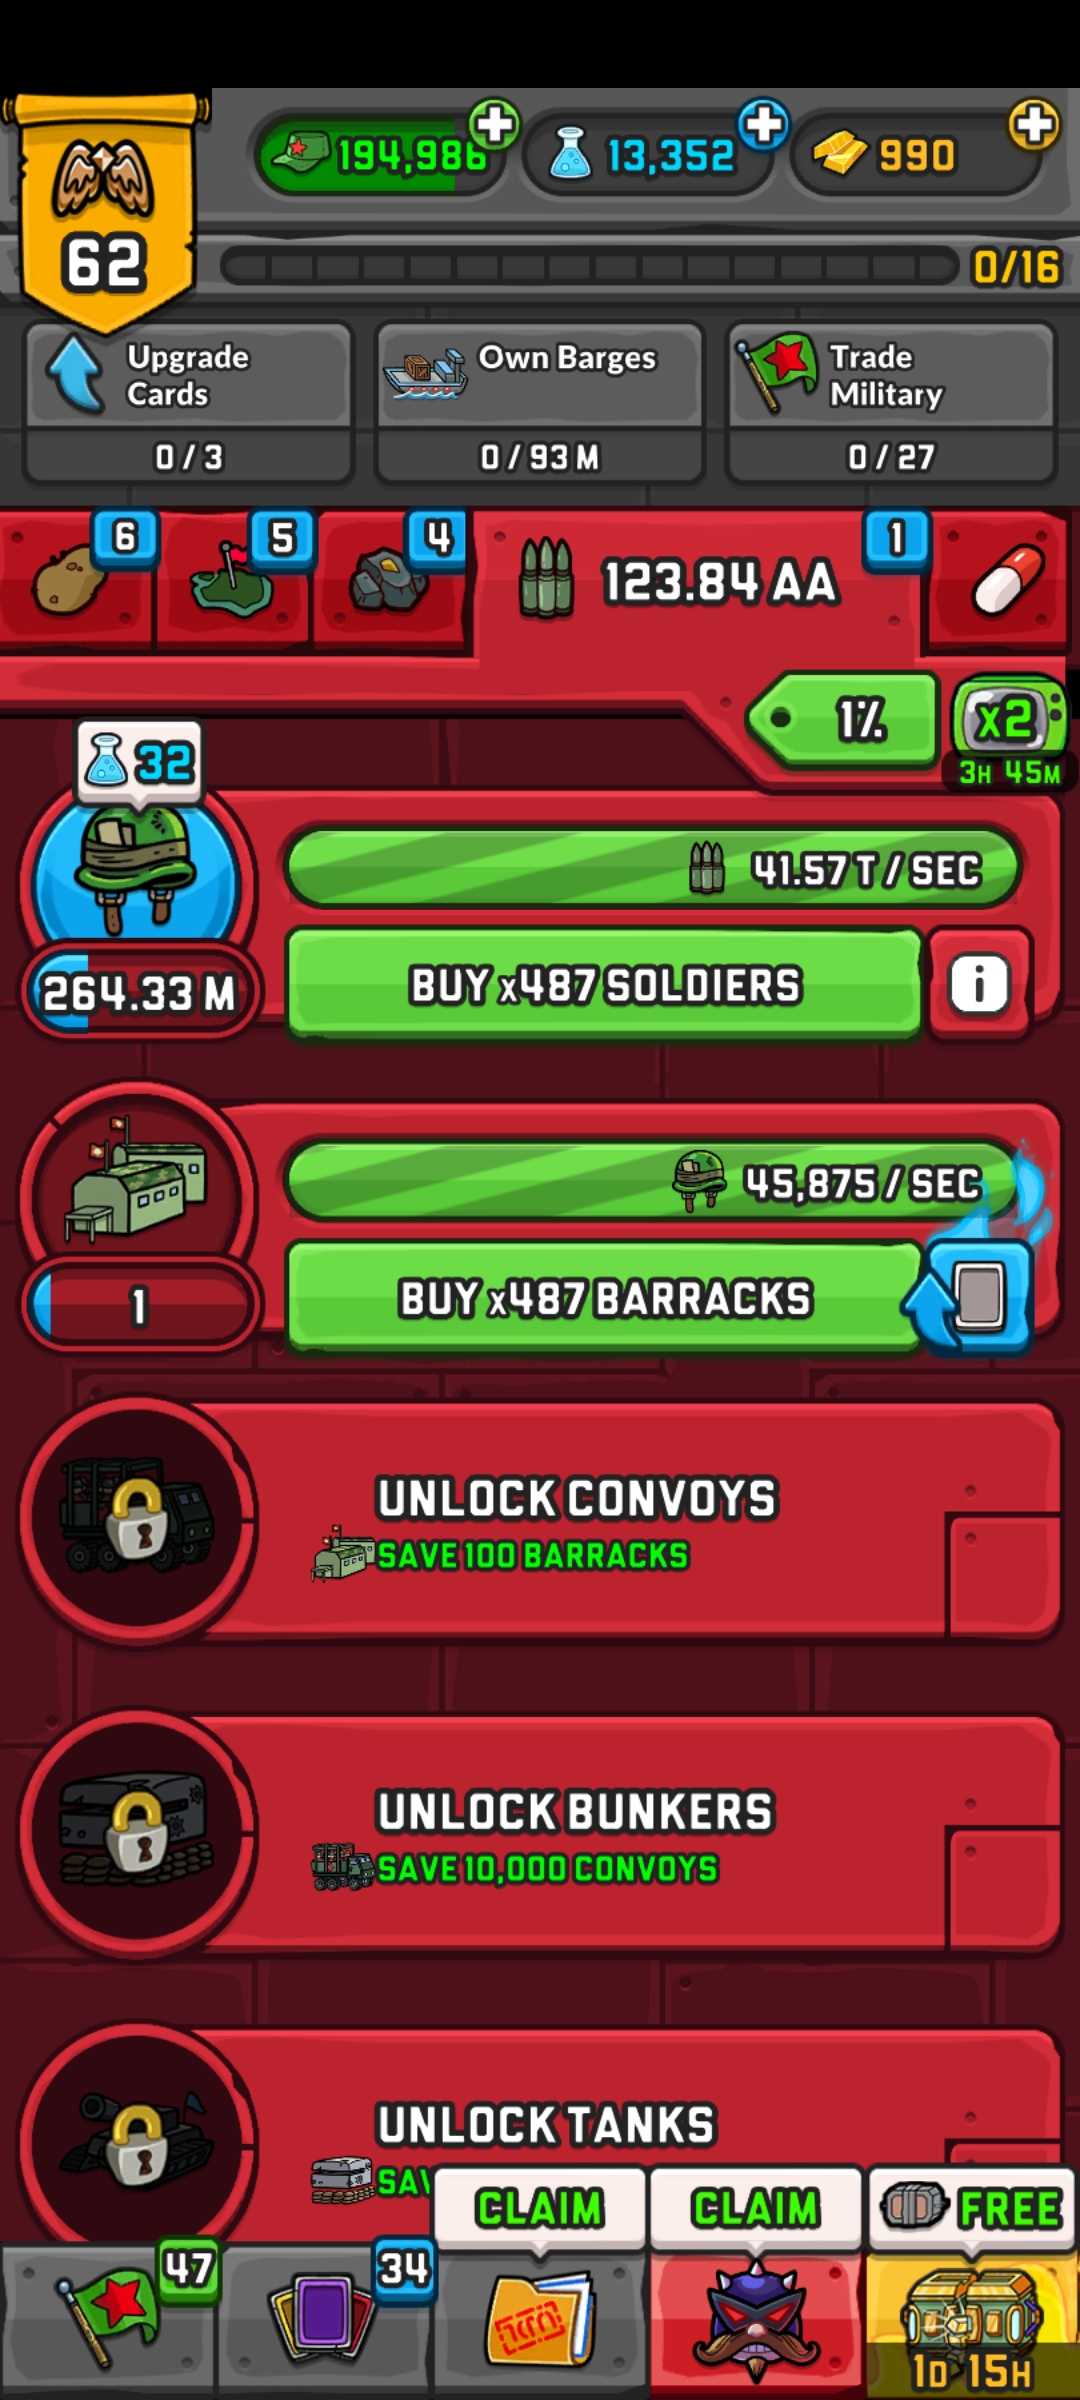 194,986
13,352
990
62
0/16
Upgrade Cards
Own Barges
Trade Military
0 / 3
0 / 93 M
0 / 27
6
5
4
123.84 AA
1
1%
x2
3H 45M
32
41.57 T / SEC
264.33 M
BUY x487 SOLDIERS
i
45,875 / SEC
1
BUY x487 BARRACKS
UNLOCK CONVOYS
SAVE 100 BARRACKS
UNLOCK BUNKERS
SAVE 10,000 CONVOYS
UNLOCK TANKS
CLAIM
CLAIM
FREE
47
34
1D 15H